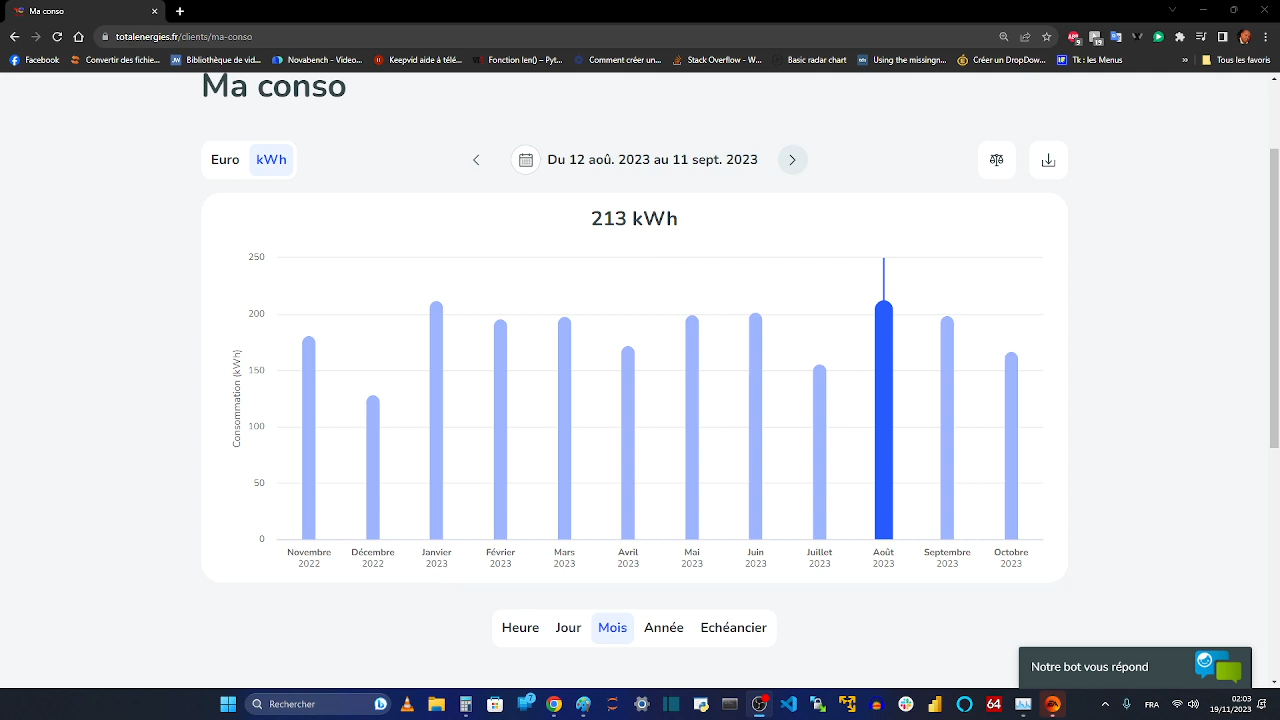 Ma conso
totalenergies.fr/clients/ma-conso
Facebook Convertir des fichie... Bibliothèque de vid... Novabench - Video... Keepvid aide à télé... Fonction len() – Pyt... Comment créer un... Stack Overflow - W... Basic radar chart Using the missingn... Créer un DropDow... Tk : les Menus » Tous les favoris
Ma conso
Euro kWh
Du 12 aoû. 2023 au 11 sept. 2023
213 kWh
Consommation (kWh)
250
200
150
100
50
0
Novembre Décembre Janvier Février Mars Avril Mai Juin Juillet Août Septembre Octobre
2022 2022 2023 2023 2023 2023 2023 2023 2023 2023 2023 2023
Heure Jour Mois Année Echéancier
Notre bot vous répond
Rechercher
FRA
02:03
19/11/2023